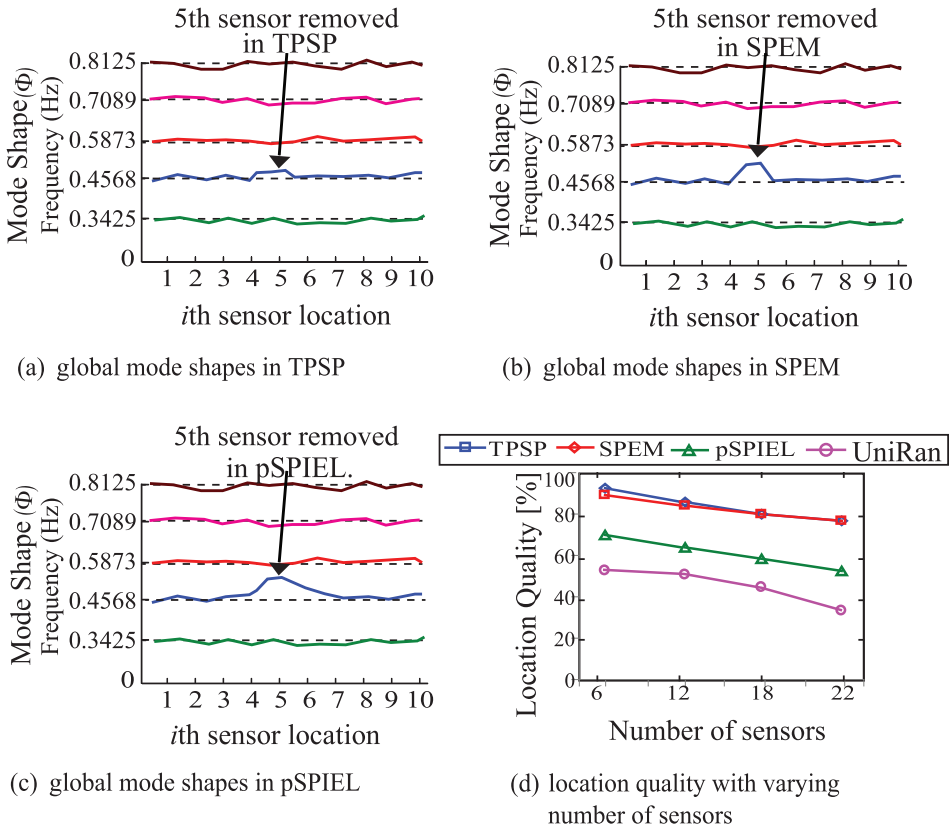 5th sensor removed
in TPSP
Mode Shape (Φ)
Frequency (Hz)
0.8125
0.7089
0.5873
0.4568
0.3425
0
1 2 3 4 5 6 7 8 9 10
ith sensor location
(a) global mode shapes in TPSP
5th sensor removed
in SPEM
Mode Shape (Φ)
Frequency (Hz)
0.8125
0.7089
0.5873
0.4568
0.3425
0
1 2 3 4 5 6 7 8 9 10
ith sensor location
(b) global mode shapes in SPEM
5th sensor removed
in pSPIEL.
Mode Shape (Φ)
Frequency (Hz)
0.8125
0.7089
0.5873
0.4568
0.3425
0
1 2 3 4 5 6 7 8 9 10
ith sensor location
(c) global mode shapes in pSPIEL
TPSP SPEM pSPIEL UniRan
Location Quality [%]
100
80
60
40
20
0
6 12 18 22
Number of sensors
(d) location quality with varying
number of sensors